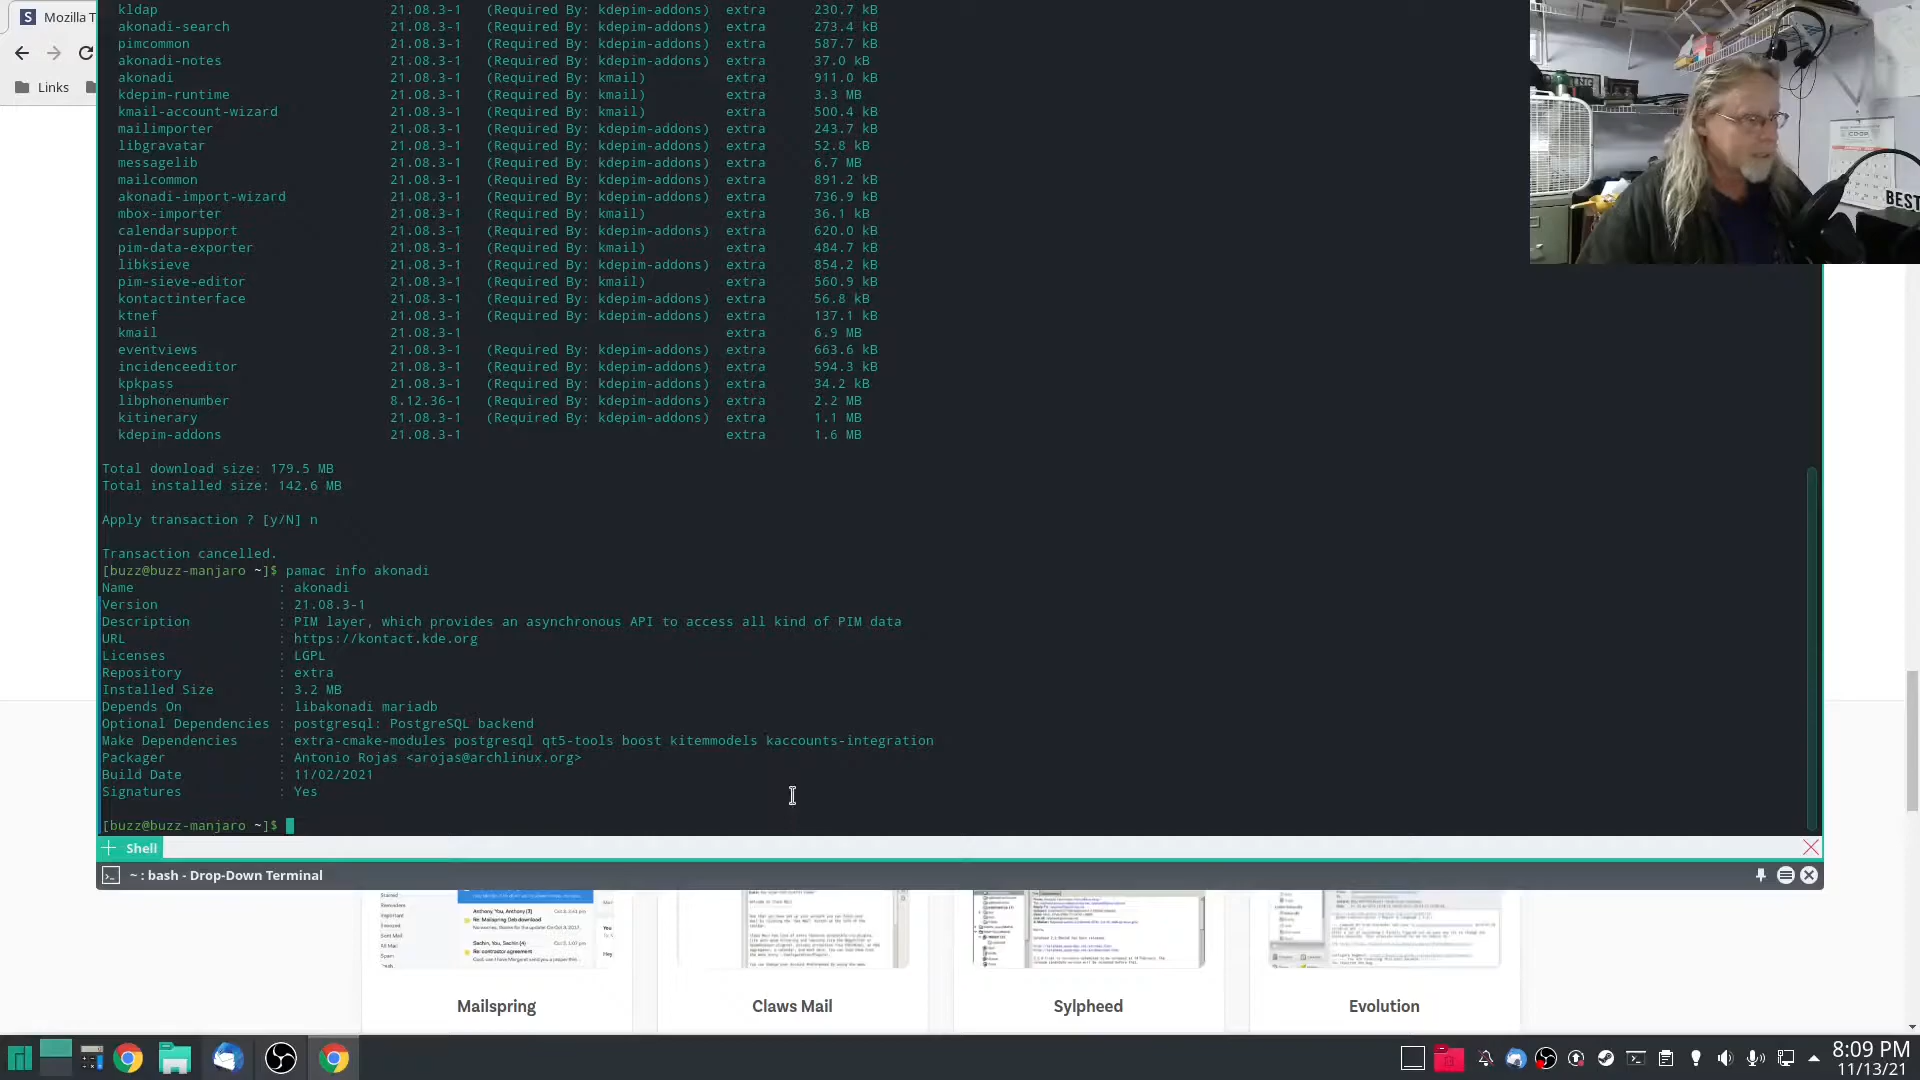 S Mozilla T
Links
kldap 21.08.3-1 (Required By: kdepim-addons) extra 230.7 kB
akonadi-search 21.08.3-1 (Required By: kdepim-addons) extra 273.4 kB
pimcommon 21.08.3-1 (Required By: kdepim-addons) extra 587.7 kB
akonadi-notes 21.08.3-1 (Required By: kdepim-addons) extra 37.0 kB
akonadi 21.08.3-1 (Required By: kmail) extra 911.0 kB
kdepim-runtime 21.08.3-1 (Required By: kmail) extra 3.3 MB
kmail-account-wizard 21.08.3-1 (Required By: kmail) extra 500.4 kB
mailimporter 21.08.3-1 (Required By: kdepim-addons) extra 243.7 kB
libgravatar 21.08.3-1 (Required By: kdepim-addons) extra 52.8 kB
messagelib 21.08.3-1 (Required By: kdepim-addons) extra 6.7 MB
mailcommon 21.08.3-1 (Required By: kdepim-addons) extra 891.2 kB
akonadi-import-wizard 21.08.3-1 (Required By: kdepim-addons) extra 736.9 kB
mbox-importer 21.08.3-1 (Required By: kmail) extra 36.1 kB
calendarsupport 21.08.3-1 (Required By: kdepim-addons) extra 620.0 kB
pim-data-exporter 21.08.3-1 (Required By: kmail) extra 484.7 kB
libksieve 21.08.3-1 (Required By: kdepim-addons) extra 854.2 kB
pim-sieve-editor 21.08.3-1 (Required By: kmail) extra 560.9 kB
kontactinterface 21.08.3-1 (Required By: kdepim-addons) extra 56.8 kB
ktnef 21.08.3-1 (Required By: kdepim-addons) extra 137.1 kB
kmail 21.08.3-1 extra 6.9 MB
eventviews 21.08.3-1 (Required By: kdepim-addons) extra 663.6 kB
incidenceeditor 21.08.3-1 (Required By: kdepim-addons) extra 594.3 kB
kpkpass 21.08.3-1 (Required By: kdepim-addons) extra 34.2 kB
libphonenumber 8.12.36-1 (Required By: kdepim-addons) extra 2.2 MB
kitinerary 21.08.3-1 (Required By: kdepim-addons) extra 1.1 MB
kdepim-addons 21.08.3-1 extra 1.6 MB
Total download size: 179.5 MB
Total installed size: 142.6 MB
Apply transaction ? [y/N] n
Transaction cancelled.
[buzz@buzz-manjaro ~]$ pamac info akonadi
Name : akonadi
Version : 21.08.3-1
Description : PIM layer, which provides an asynchronous API to access all kind of PIM data
URL : https://kontact.kde.org
Licenses : LGPL
Repository : extra
Installed Size : 3.2 MB
Depends On : libakonadi mariadb
Optional Dependencies : postgresql: PostgreSQL backend
Make Dependencies : extra-cmake-modules postgresql qt5-tools boost kitemmodels kaccounts-integration
Packager : Antonio Rojas <arojas@archlinux.org>
Build Date : 11/02/2021
Signatures : Yes
[buzz@buzz-manjaro ~]$
Shell
~ : bash - Drop-Down Terminal
BEST
Mailspring
Claws Mail
Sylpheed
Evolution
8:09 PM
11/13/21